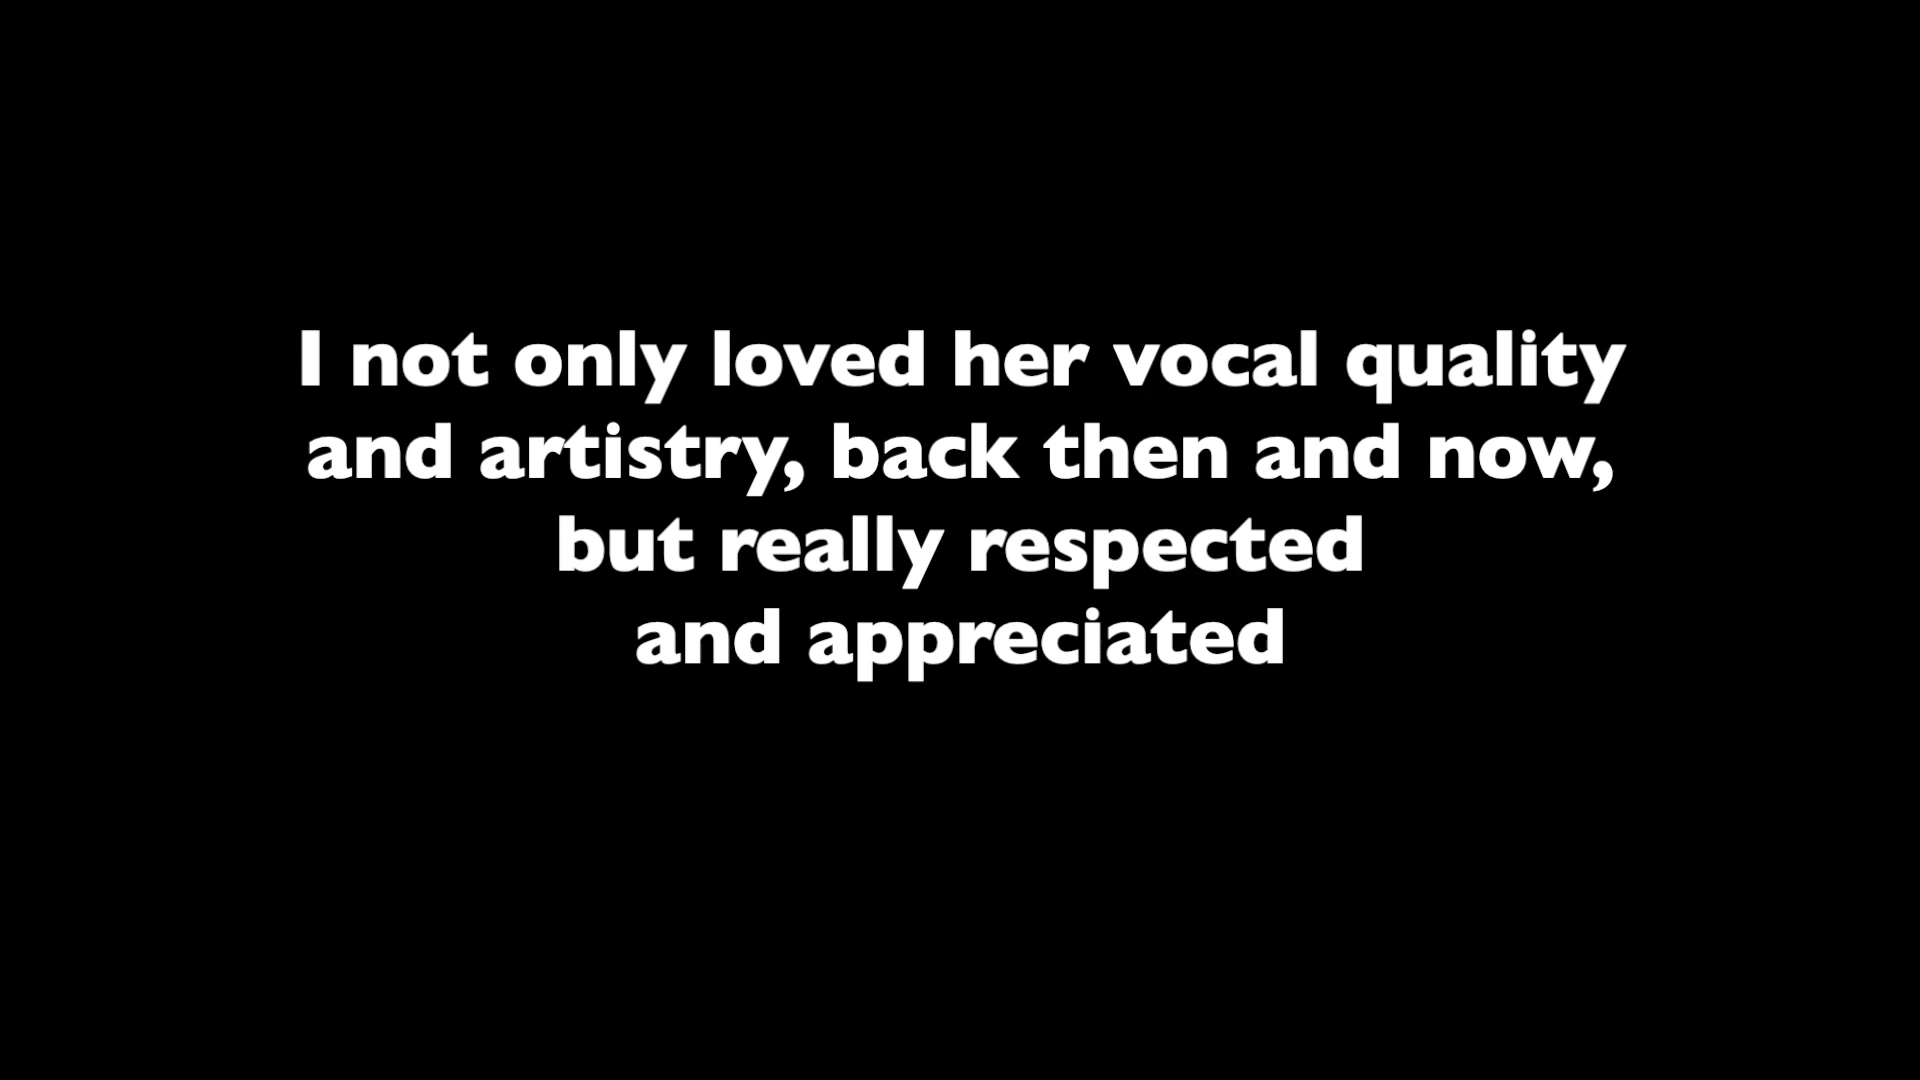 I not only loved her vocal quality
and artistry, back then and now,
but really respected
and appreciated